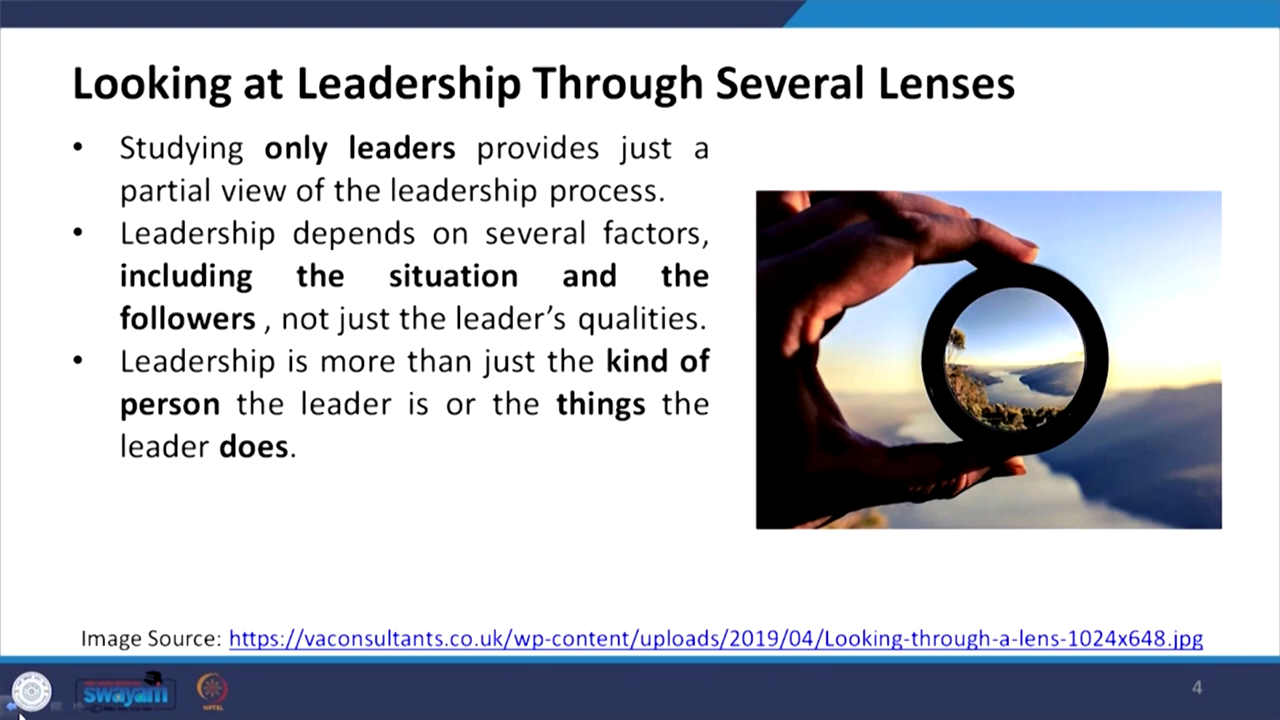 Looking at Leadership Through Several Lenses
• Studying only leaders provides just a
partial view of the leadership process.
• Leadership depends on several factors,
including the situation and the
followers , not just the leader’s qualities.
• Leadership is more than just the kind of
person the leader is or the things the
leader does.
Image Source: https://vaconsultants.co.uk/wp-content/uploads/2019/04/Looking-through-a-lens-1024x648.jpg
swayam
NPTEL
4